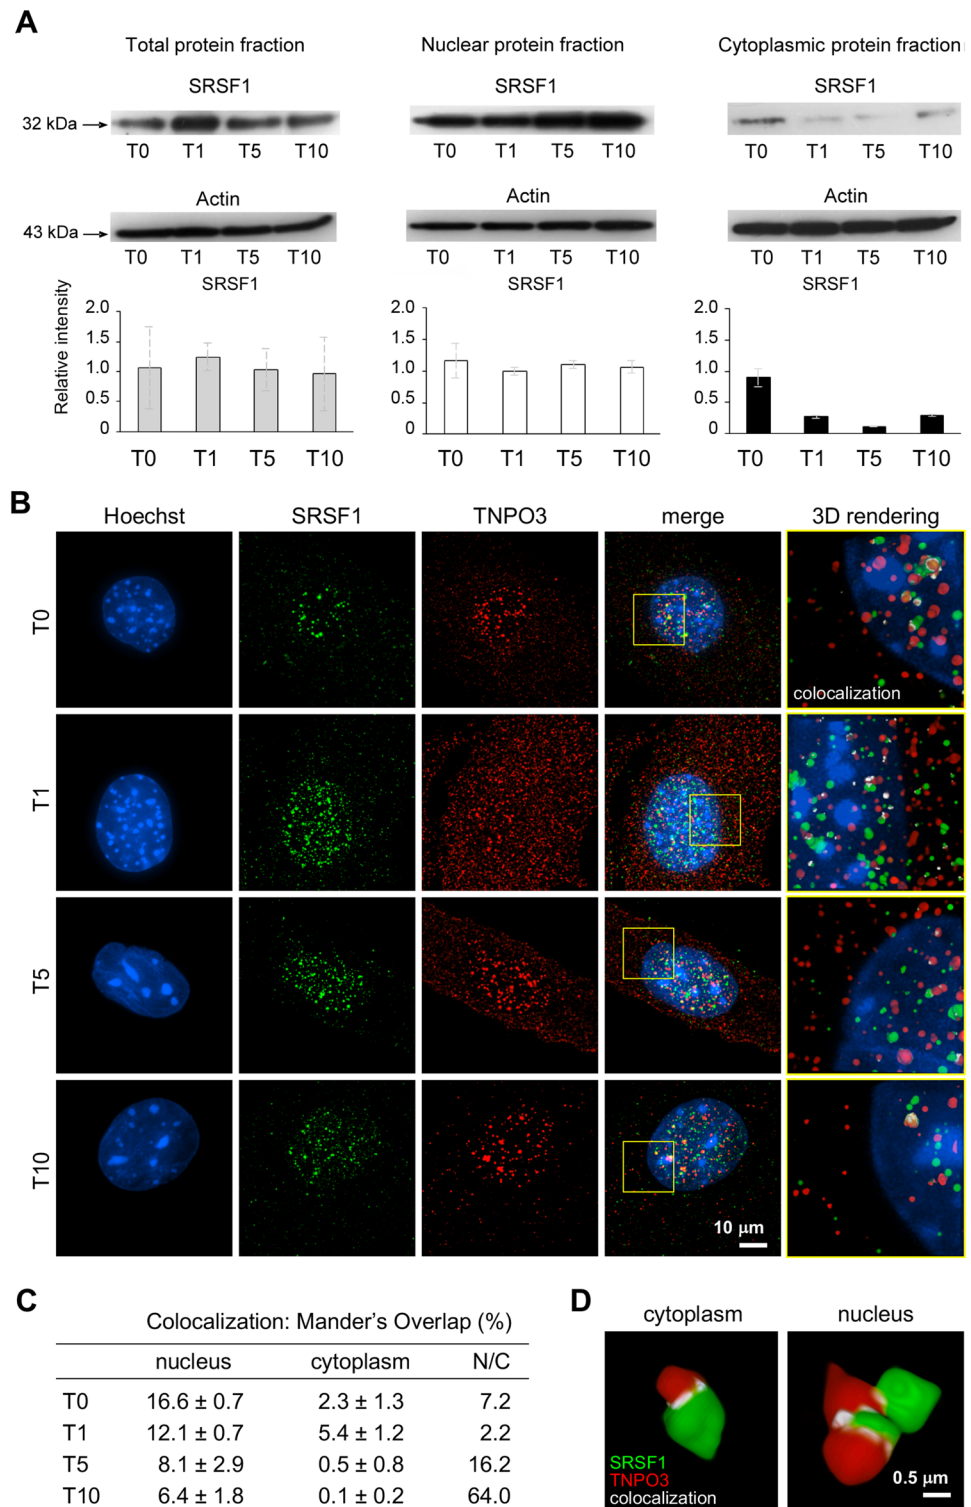 A
Total protein fraction
Nuclear protein fraction
Cytoplasmic protein fraction
SRSF1
SRSF1
SRSF1
32 kDa
T0 T1 T5 T10
T0 T1 T5 T10
T0 T1 T5 T10
Actin
Actin
Actin
43 kDa
T0 T1 T5 T10
T0 T1 T5 T10
T0 T1 T5 T10
SRSF1
SRSF1
SRSF1
Relative intensity
2.0
1.5
1.0
0.5
0
T0 T1 T5 T10
2.0
1.5
1.0
0.5
0
T0 T1 T5 T10
2.0
1.5
1.0
0.5
0
T0 T1 T5 T10
B
Hoechst SRSF1 TNPO3 merge 3D rendering
T0
colocalization
T1
T5
T10
10 μm
C
Colocalization: Mander's Overlap (%)
nucleus cytoplasm N/C
T0 16.6 ± 0.7 2.3 ± 1.3 7.2
T1 12.1 ± 0.7 5.4 ± 1.2 2.2
T5 8.1 ± 2.9 0.5 ± 0.8 16.2
T10 6.4 ± 1.8 0.1 ± 0.2 64.0
D
cytoplasm
nucleus
SRSF1
TNPO3
colocalization
0.5 μm